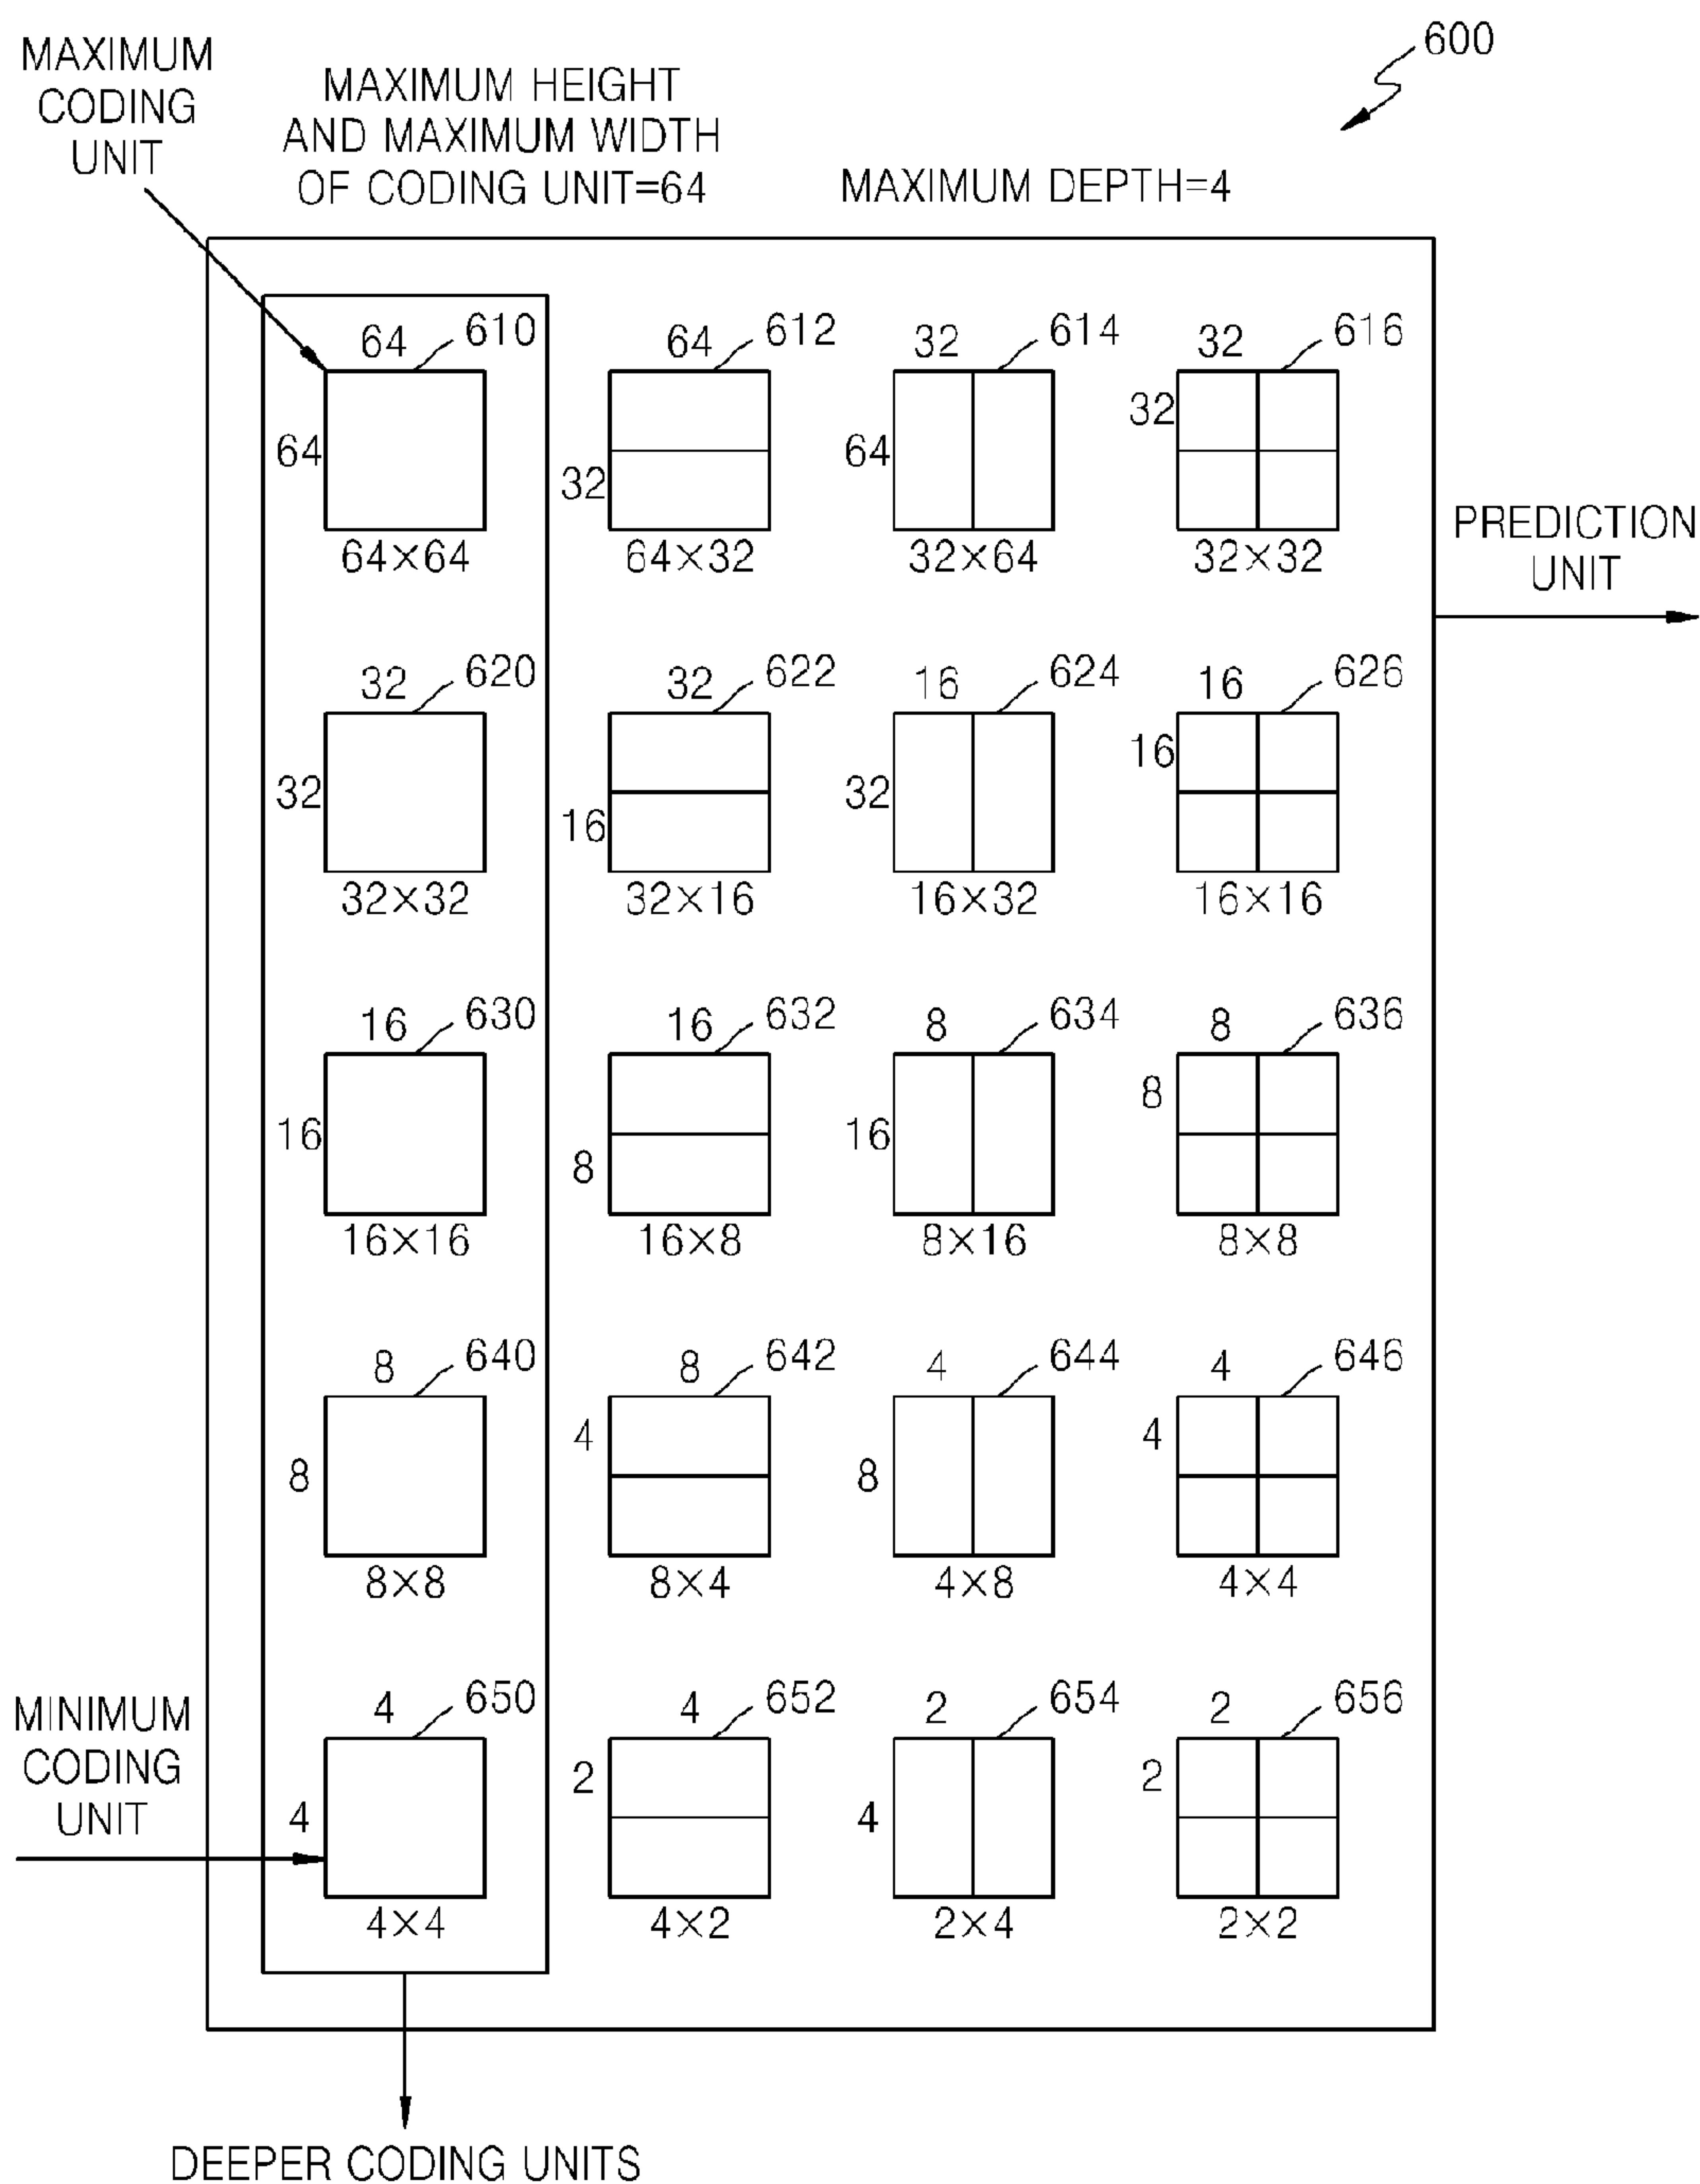 600
MAXIMUM
CODING
UNIT
MAXIMUM HEIGHT
AND MAXIMUM WIDTH
OF CODING UNIT=64
MAXIMUM DEPTH=4
64 610 64 612 32 614 32 616
64 32 64 32
64×64 64×32 32×64 32×32
PREDICTION
UNIT
32 620 32 622 16 624 16 626
32 16 32 16
32×32 32×16 16×32 16×16
16 630 16 632 8 634 8 636
16 8 16 8
16×16 16×8 8×16 8×8
8 640 8 642 4 644 4 646
8 4 8 4
8×8 8×4 4×8 4×4
MINIMUM
CODING
UNIT
4 650 4 652 2 654 2 656
4 2 4 2
4×4 4×2 2×4 2×2
DEEPER CODING UNITS